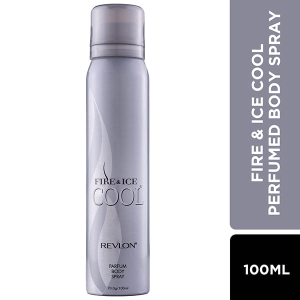 FIRE & ICE
COOL
REVLON
PARFUM
BODY
SPRAY
FIRE & ICE COOL
PERFUMED BODY SPRAY
100ML